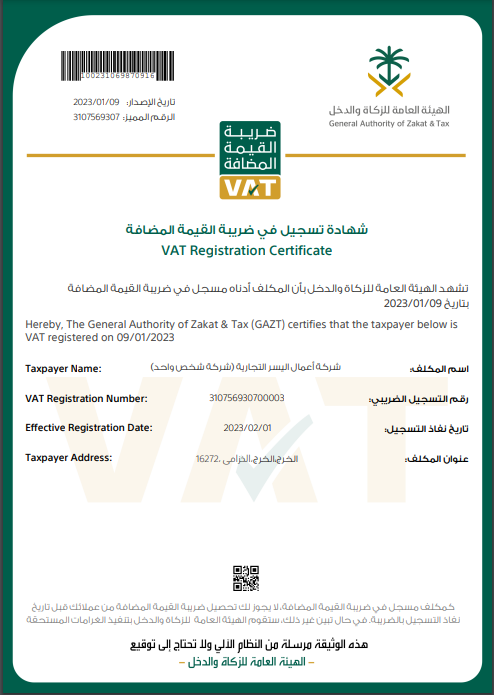 100231069870916
تاريخ الإصدار: 2023/01/09
الرقم المميز: 3107569307
الهيئة العامة للزكاة والدخل
General Authority of Zakat & Tax
ضريبة
القيمة
المضافة
VAT
شهادة تسجيل في ضريبة القيمة المضافة
VAT Registration Certificate
تشهد الهيئة العامة للزكاة والدخل بأن المكلف أدناه مسجل في ضريبة القيمة المضافة
بتاريخ 2023/01/09
Hereby, The General Authority of Zakat & Tax (GAZT) certifies that the taxpayer below is
VAT registered on 09/01/2023
Taxpayer Name: شركة أعمال اليسر التجارية (شركة شخص واحد) اسم المكلف:
VAT Registration Number: 310756930700003 رقم التسجيل الضريبي:
Effective Registration Date: 2023/02/01 تاريخ نفاذ التسجيل:
Taxpayer Address: الخرج,الكرج,الخزامى ,16272 عنوان المكلف:
VAT
كمكلف مسجل في ضريبة القيمة المضافة، لا يجوز لك تحصيل ضريبة القيمة المضافة من عملائك قبل تاريخ
نفاذ التسجيل بالضريبة. في حال تبين غير ذلك، ستقوم الهيئة العامة للزكاة والدخل بتنفيذ الغرامات المستحقة
هذه الوثيقة مرسلة من النظام الآلي ولا تحتاج إلى توقيع
- الهيئة العامة للزكاة والدخل -